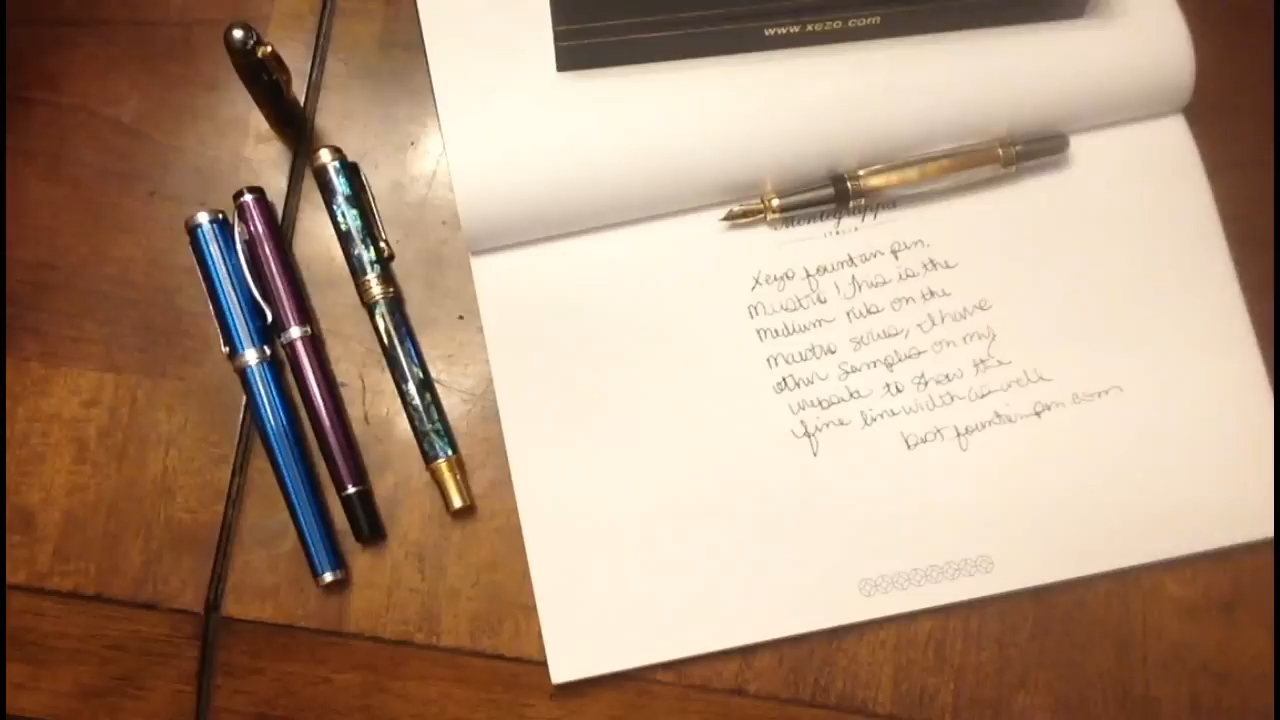 www.xezo.com
Montegrappa
ITALIA
Xezo fountain pen.
Maestro! This is the
medium nib on the
maestro series, I have
other samples on my
website to show the
fine line width as well
best fountain pen.com